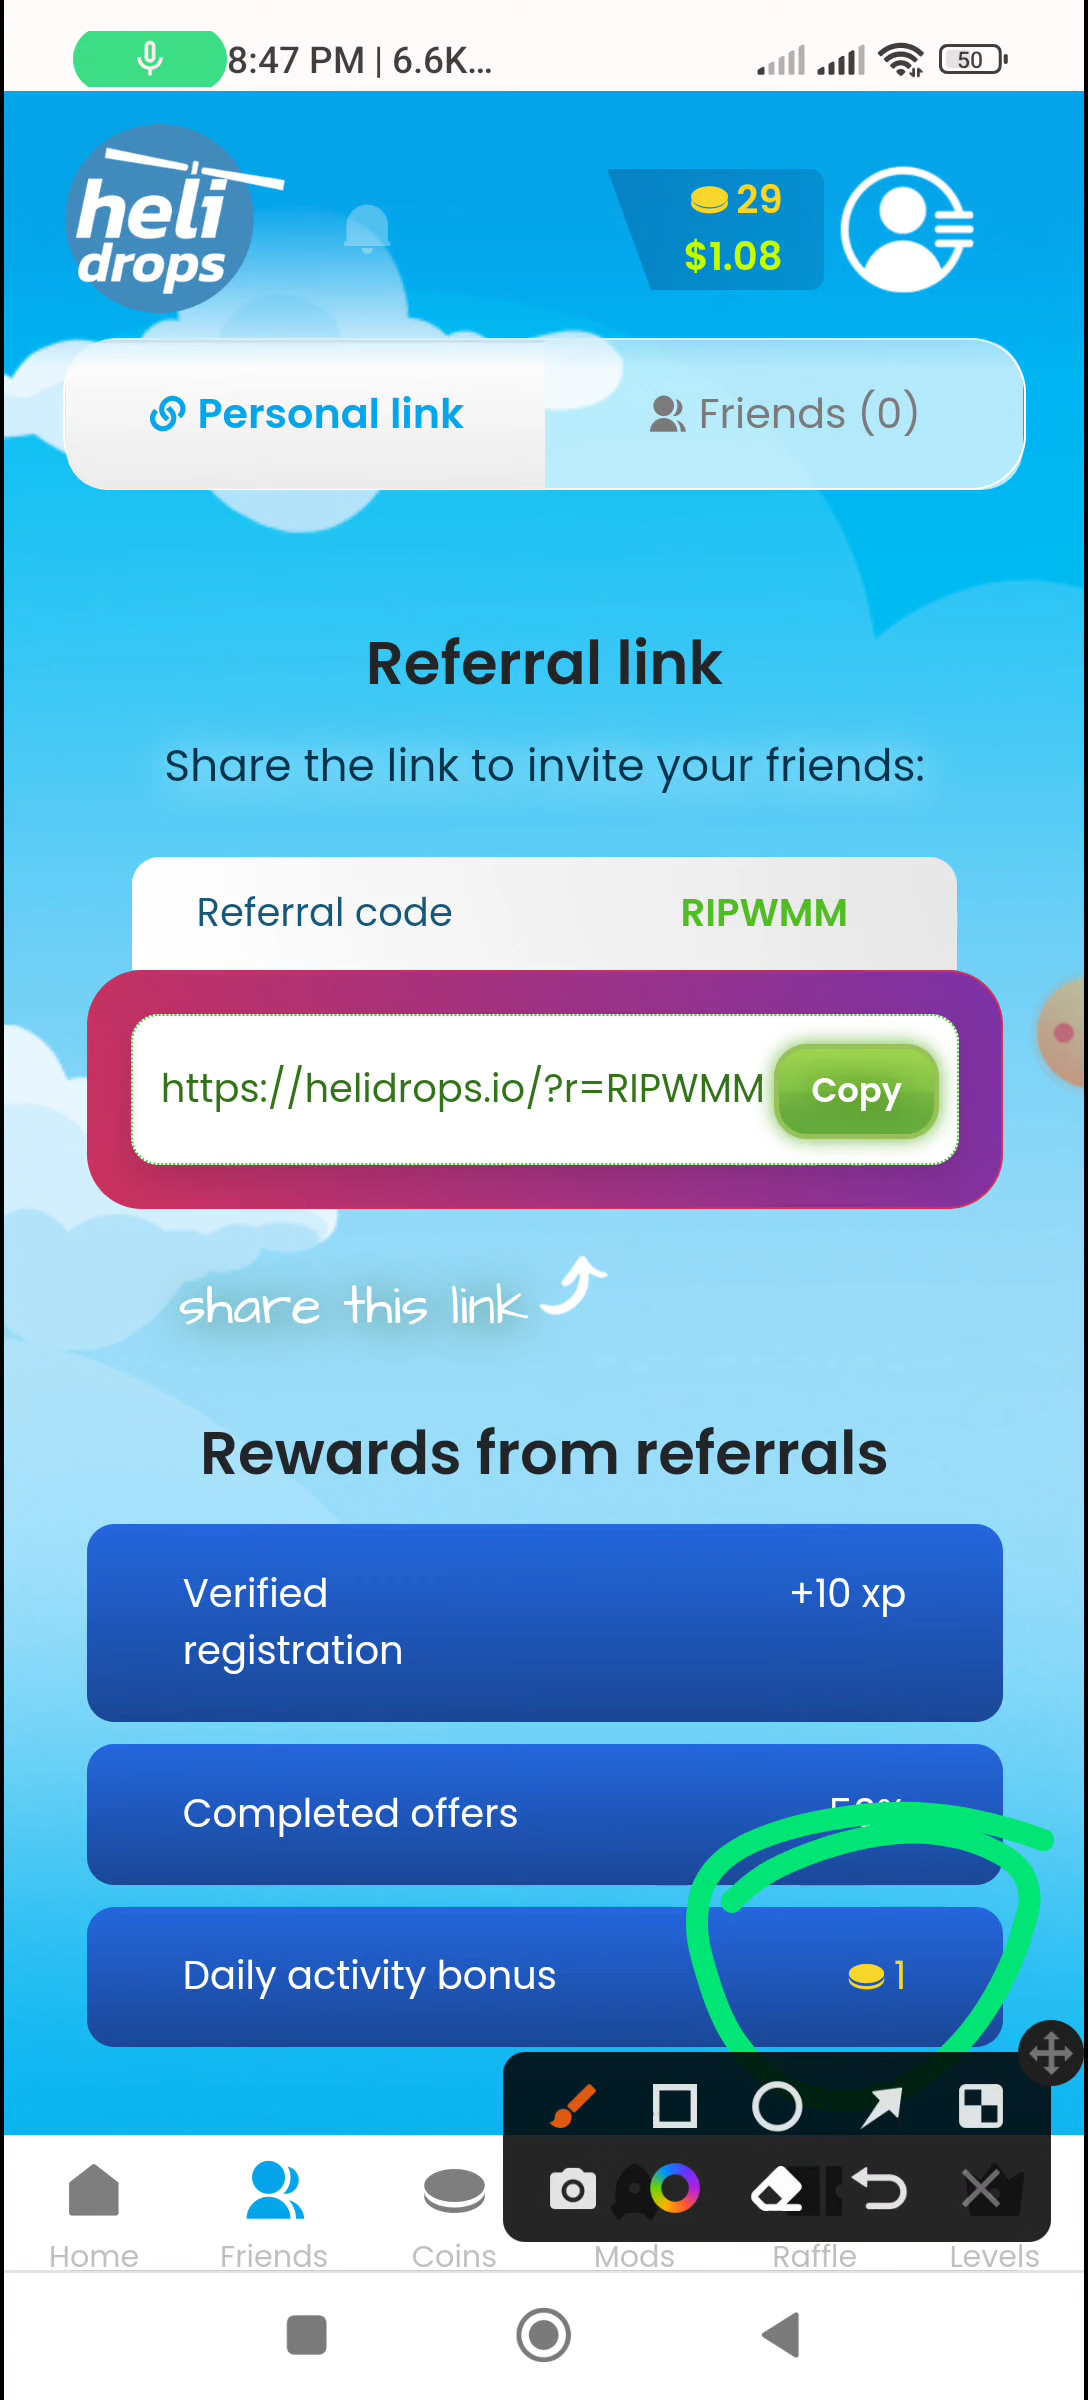 8:47 PM | 6.6K...
50
heli
drops
29
$1.08
Personal link
Friends (0)
Referral link
Share the link to invite your friends:
Referral code RIPWMM
https://helidrops.io/?r=RIPWMM Copy
share this link
Rewards from referrals
Verified +10 xp
registration
Completed offers
Daily activity bonus 1
Home Friends Coins Mods Raffle Levels